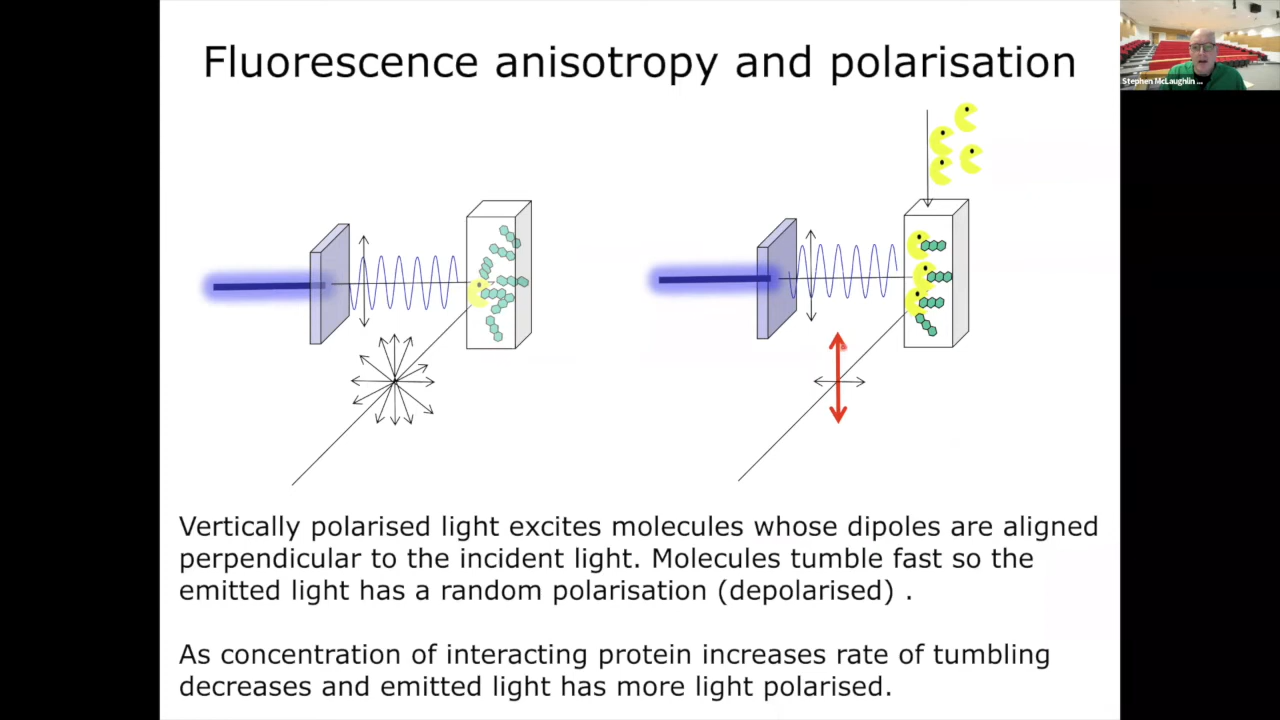 Fluorescence anisotropy and polarisation
Stephen McLaughlin ...
Vertically polarised light excites molecules whose dipoles are aligned
perpendicular to the incident light. Molecules tumble fast so the
emitted light has a random polarisation (depolarised) .
As concentration of interacting protein increases rate of tumbling
decreases and emitted light has more light polarised.